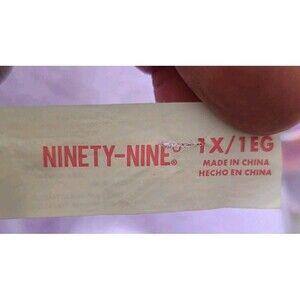 NINETY-NINE® 1X/1EG
MADE IN CHINA
HECHO EN CHINA